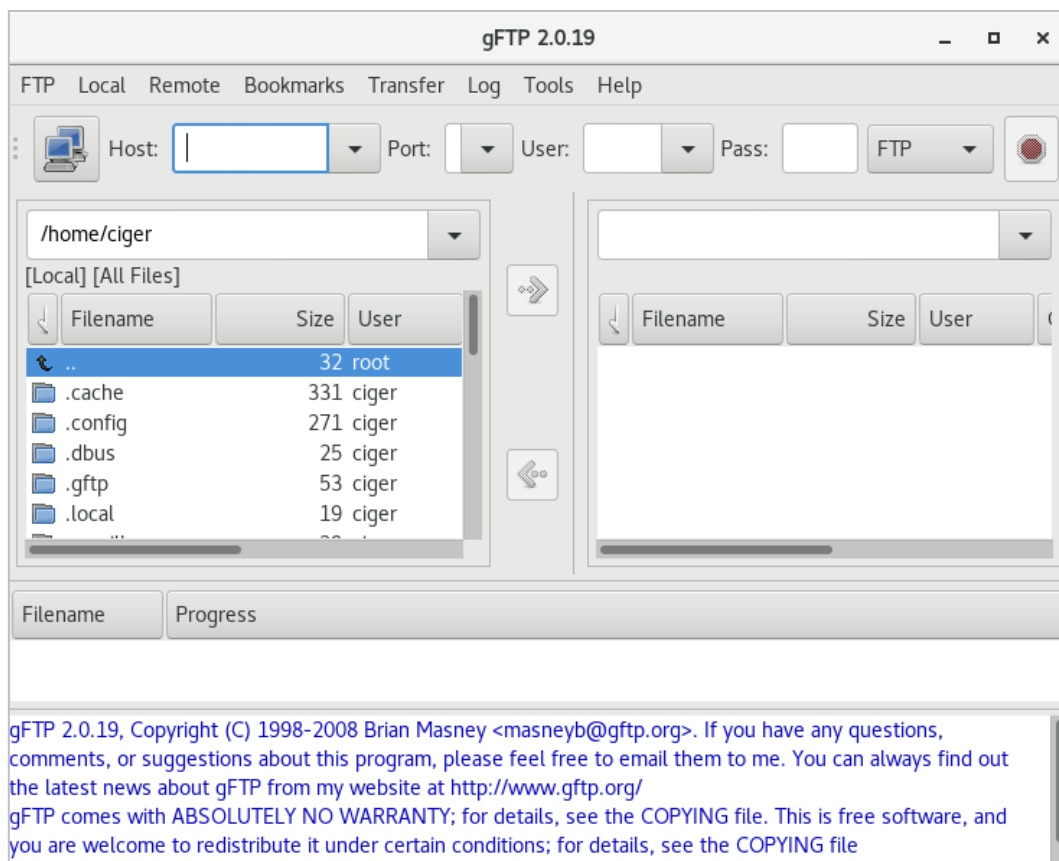 gFTP 2.0.19
FTP Local Remote Bookmarks Transfer Log Tools Help
Host: Port: User: Pass: FTP
/home/ciger
[Local] [All Files]
Filename Size User
.. 32 root
.cache 331 ciger
.config 271 ciger
.dbus 25 ciger
.gftp 53 ciger
.local 19 ciger
Filename Size User
Filename Progress
gFTP 2.0.19, Copyright (C) 1998-2008 Brian Masney <masneyb@gftp.org>. If you have any questions,
comments, or suggestions about this program, please feel free to email them to me. You can always find out
the latest news about gFTP from my website at http://www.gftp.org/
gFTP comes with ABSOLUTELY NO WARRANTY; for details, see the COPYING file. This is free software, and
you are welcome to redistribute it under certain conditions; for details, see the COPYING file